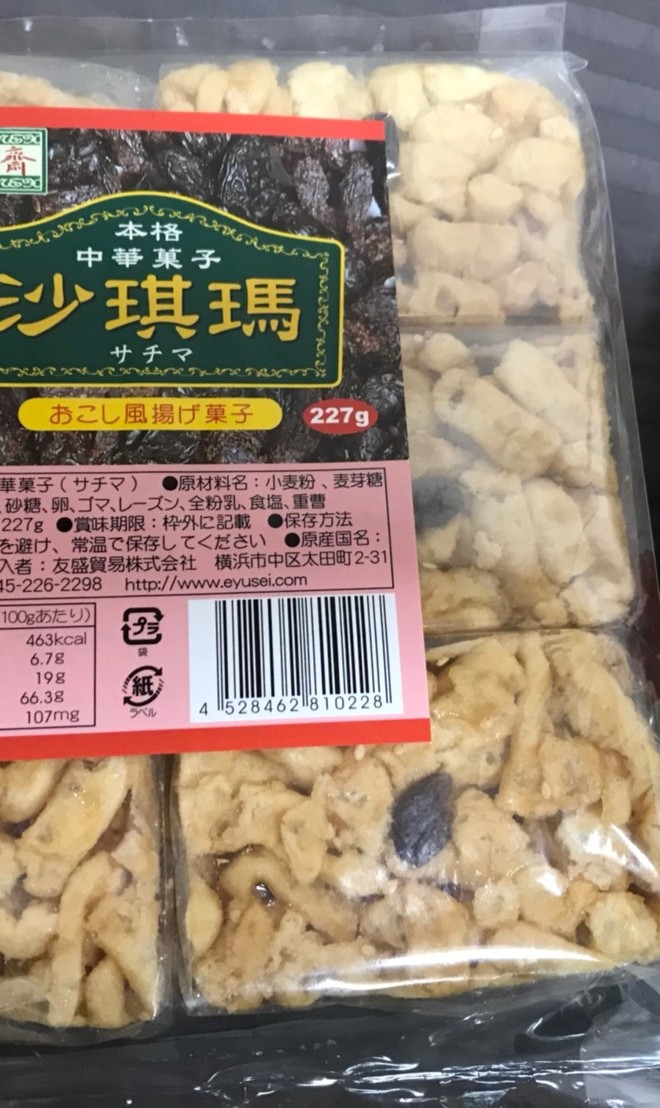 本格
中華菓子
沙琪瑪
サチマ
おこし風揚げ菓子
227g
華菓子(サチマ) ●原材料名:小麦粉、麦芽糖
、砂糖、卵、ゴマ、レーズン、全粉乳、食塩、重曹
227g ●賞味期限:枠外に記載 ●保存方法
を避け、常温で保存してください ●原産国名:
入者:友盛貿易株式会社 横浜市中区太田町2-31
45-226-2298 http://www.eyusei.com
100gあたり)
463kcal
6.7g
19g
66.3g
107mg
プラ
袋
紙
ラベル
4 528462 810228